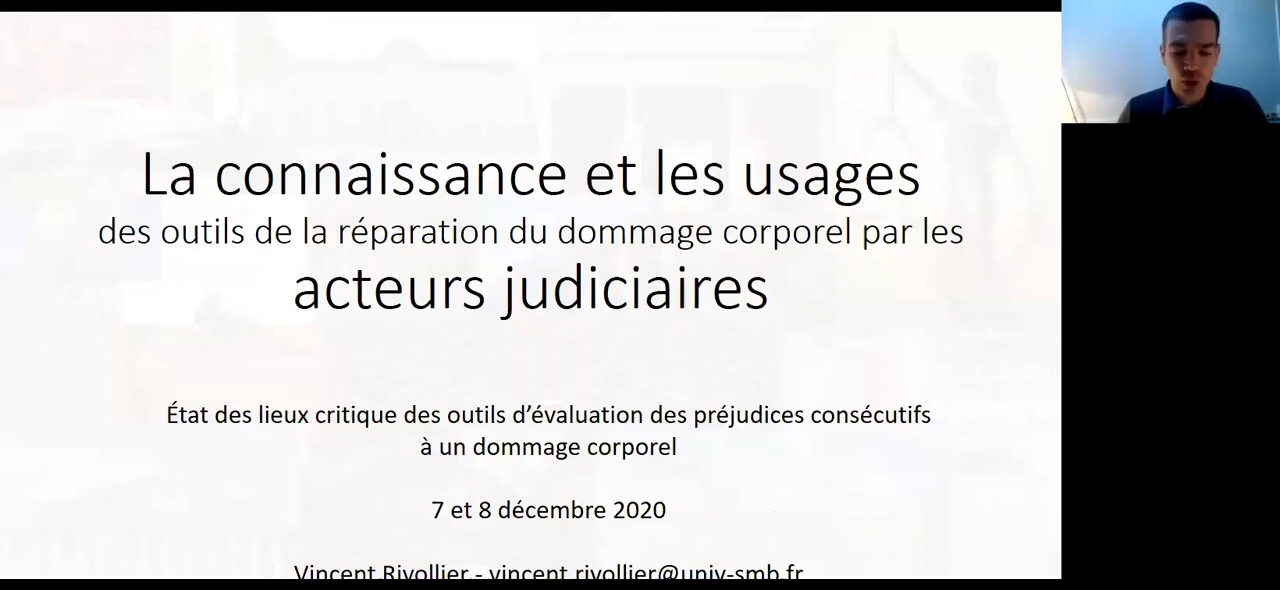 La connaissance et les usages
des outils de la réparation du dommage corporel par les
acteurs judiciaires
État des lieux critique des outils d'évaluation des préjudices consécutifs
à un dommage corporel
7 et 8 décembre 2020
Vincent Rivollier - vincent.rivollier@univ-smb.fr